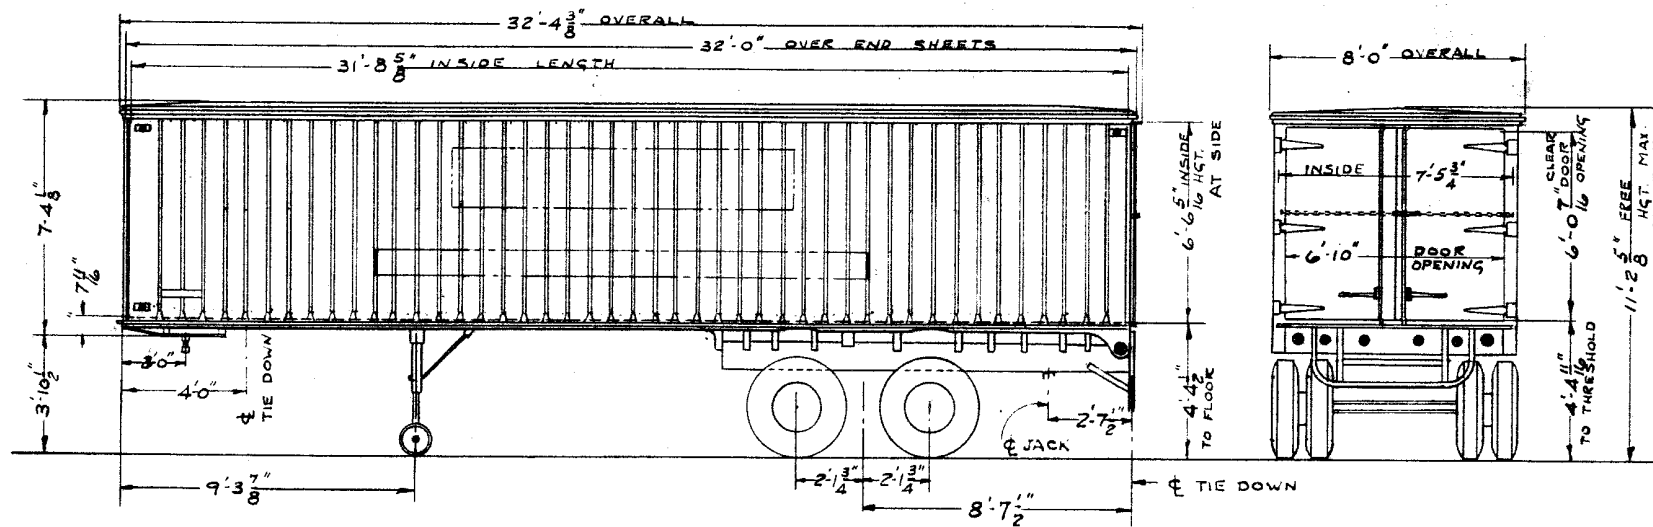 32'-4 3/8" OVERALL
32'-0" OVER END SHEETS
31'-8 5/8" INSIDE LENGTH
7'-4 1/8"
7 11/16"
3'-10 1/2"
3'-0"
4'-0"
℄ TIE DOWN
9'-3 7/8"
2'-1 3/4"
2'-1 3/4"
8'-7 1/2"
℄ JACK
2'-7 1/2"
℄ TIE DOWN
6'-6 5/16" INSIDE HGT.
AT SIDE
4'-4 1/2"
TO FLOOR
8'-0" OVERALL
INSIDE 7'-5 3/4"
6'-10" DOOR
OPENING
CLEAR
6'-0 7/16" DOOR OPENING
4'-4 11/16"
TO THRESHOLD
11'-2 5/8" FREE
HGT. MAX.